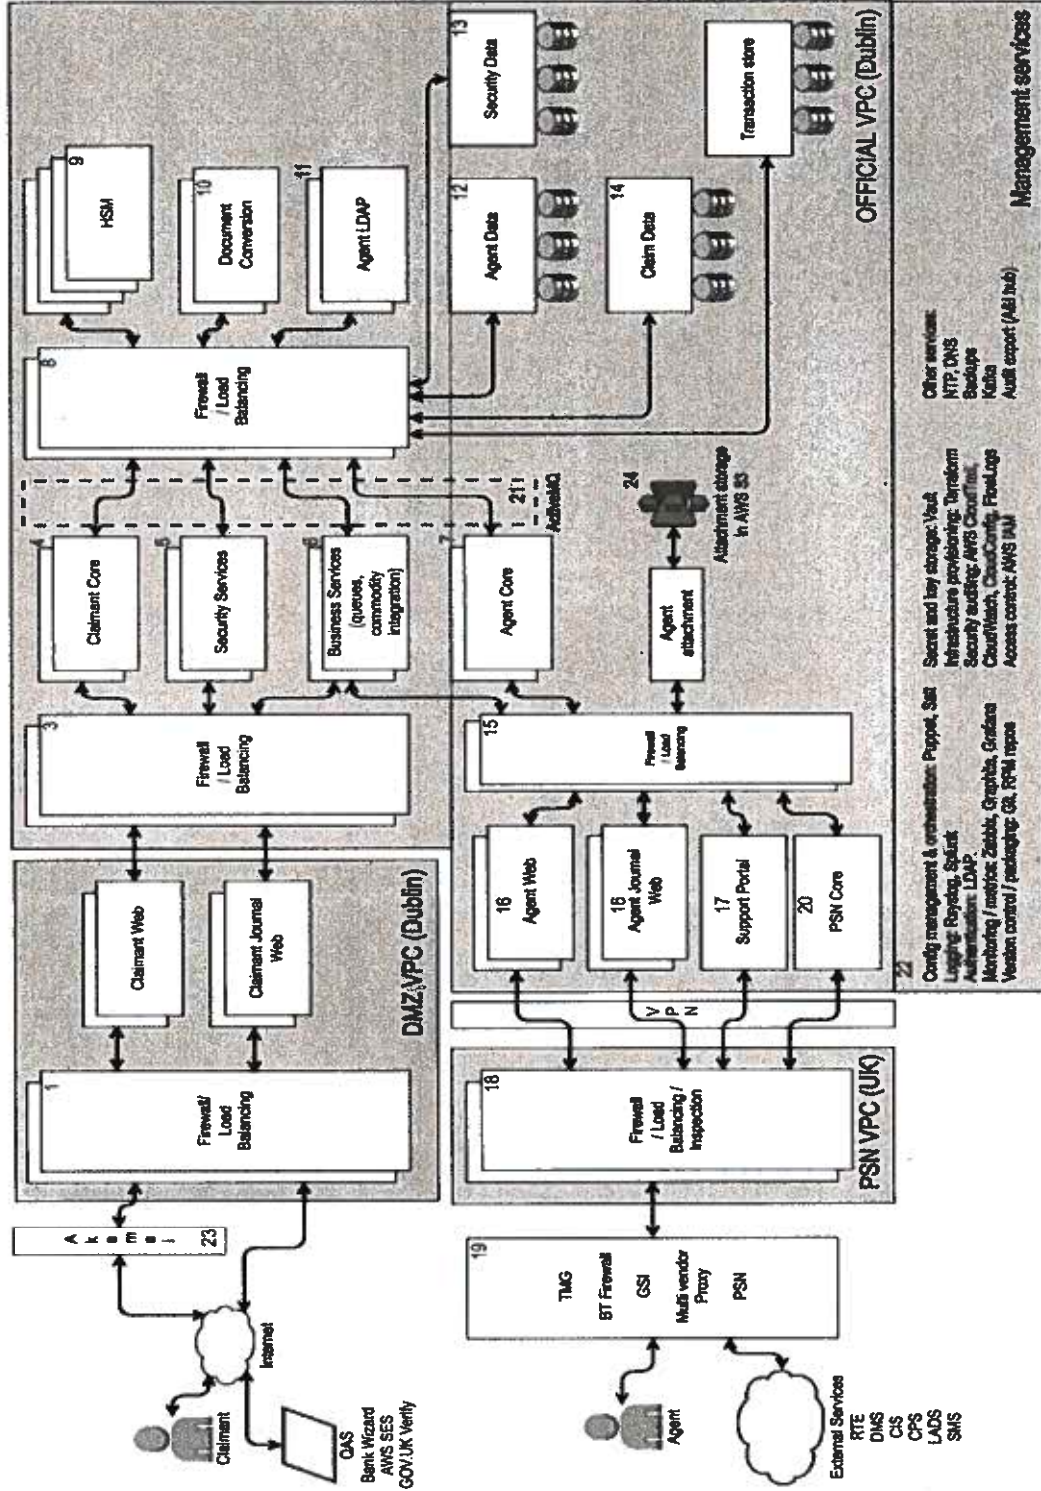 Claimant
QAS
Bank Wizard
AWS SES
GOV.UK Verify
Internet
A
k
a
m
a
i
23
1
Firewall/
Load
Balancing
Claimant Web
Claimant Journal
Web
DMZ VPC (Dublin)
3
Firewall
/ Load
Balancing
4
Claimant Core
5
Security Services
6
Business Services
(queues,
commodity
integration)
7
Agent Core
21
ActiveMQ
8
Firewall
/ Load
Balancing
9
HSM
10
Document
Conversion
11
Agent LDAP
13
Security Data
12
Agent Data
14
Claim Data
Transaction store
OFFICIAL VPC (Dublin)
Agent
External Services
RTE
DMS
CIS
CPS
LADS
SMS
19
TMG
BT Firewall
GSI
Multi vendor
Proxy
PSN
18
Firewall
/ Load
Balancing /
Inspection
PSN VPC (UK)
V
P
N
16
Agent Web
16
Agent Journal
Web
17
Support Portal
20
PSN Core
15
Firewall
/ Load
Balancing
Agent
attachment
24
Attachment storage
in AWS S3
22
Config management & orchestration: Puppet, Salt
Logging: Rsyslog, Splunk
Authentication: LDAP
Monitoring / metrics: Zabbix, Graphite, Grafana
Version control / packaging: Git, RPM repos
Secret and key storage: Vault
Infrastructure provisioning: Terraform
Security auditing: AWS CloudTrail,
CloudWatch, CloudConfig, FlowLogs
Access control: AWS IAM
Other services:
NTP, DNS
Backups
Kafka
Audit export (A&I hub)
Management services